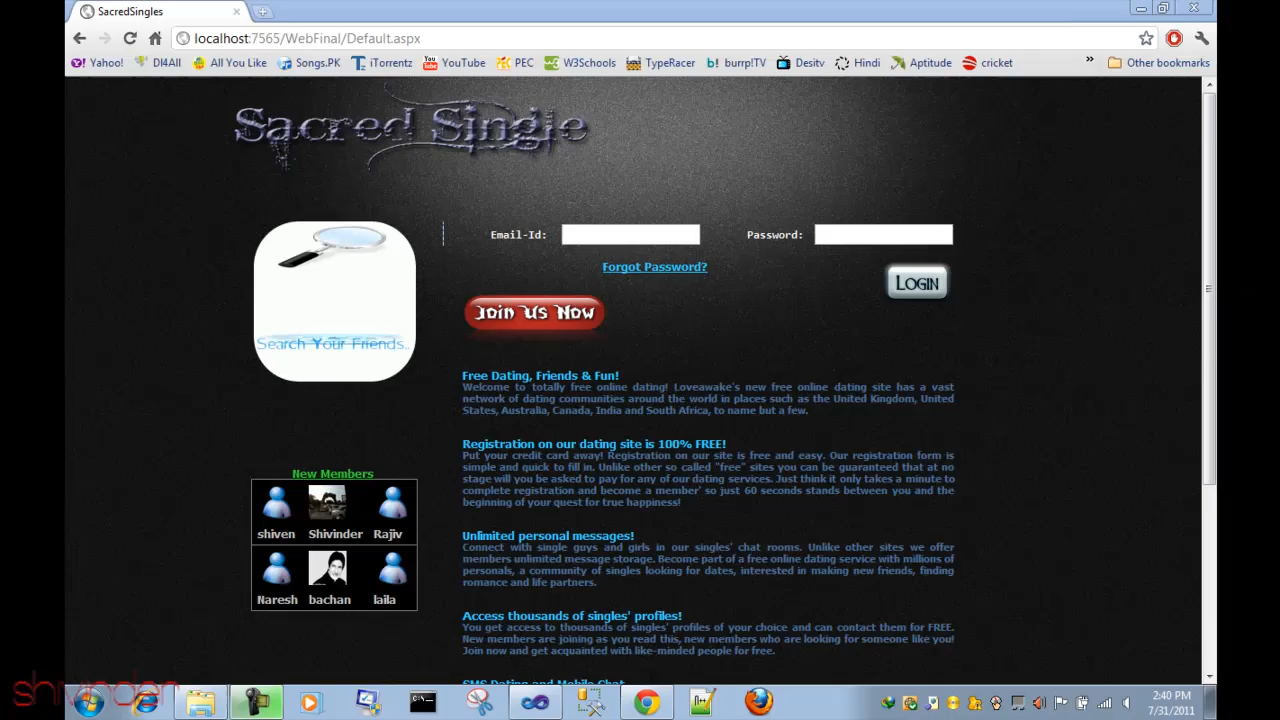 SacredSingles
localhost:7565/WebFinal/Default.aspx
Yahoo! Dl4All All You Like Songs.PK iTorrentz YouTube PEC W3Schools TypeRacer burrp!TV Desitv Hindi Aptitude cricket » Other bookmarks
Sacred Single
Email-Id: Password:
Forgot Password?
LOGIN
Join Us Now
Search Your Friends..
Free Dating, Friends & Fun!
Welcome to totally free online dating! Loveawake's new free online dating site has a vast
network of dating communities around the world in places such as the United Kingdom, United
States, Australia, Canada, India and South Africa, to name but a few.
Registration on our dating site is 100% FREE!
Put your credit card away! Registration on our site is free and easy. Our registration form is
simple and quick to fill in. Unlike other so called "free" sites you can be guaranteed that at no
stage will you be asked to pay for any of our dating services. Just think it only takes a minute to
complete registration and become a member' so just 60 seconds stands between you and the
beginning of your quest for true happiness!
New Members
shiven Shivinder Rajiv
Naresh bachan laila
Unlimited personal messages!
Connect with single guys and girls in our singles' chat rooms. Unlike other sites we offer
members unlimited message storage. Become part of a free online dating service with millions of
personals, a community of singles looking for dates, interested in making new friends, finding
romance and life partners.
Access thousands of singles' profiles!
You get access to thousands of singles' profiles of your choice and can contact them for FREE.
New members are joining as you read this, new members who are looking for someone like you!
Join now and get acquainted with like-minded people for free.
SMS Dating and Mobile Chat
shivinder
2:40 PM
7/31/2011